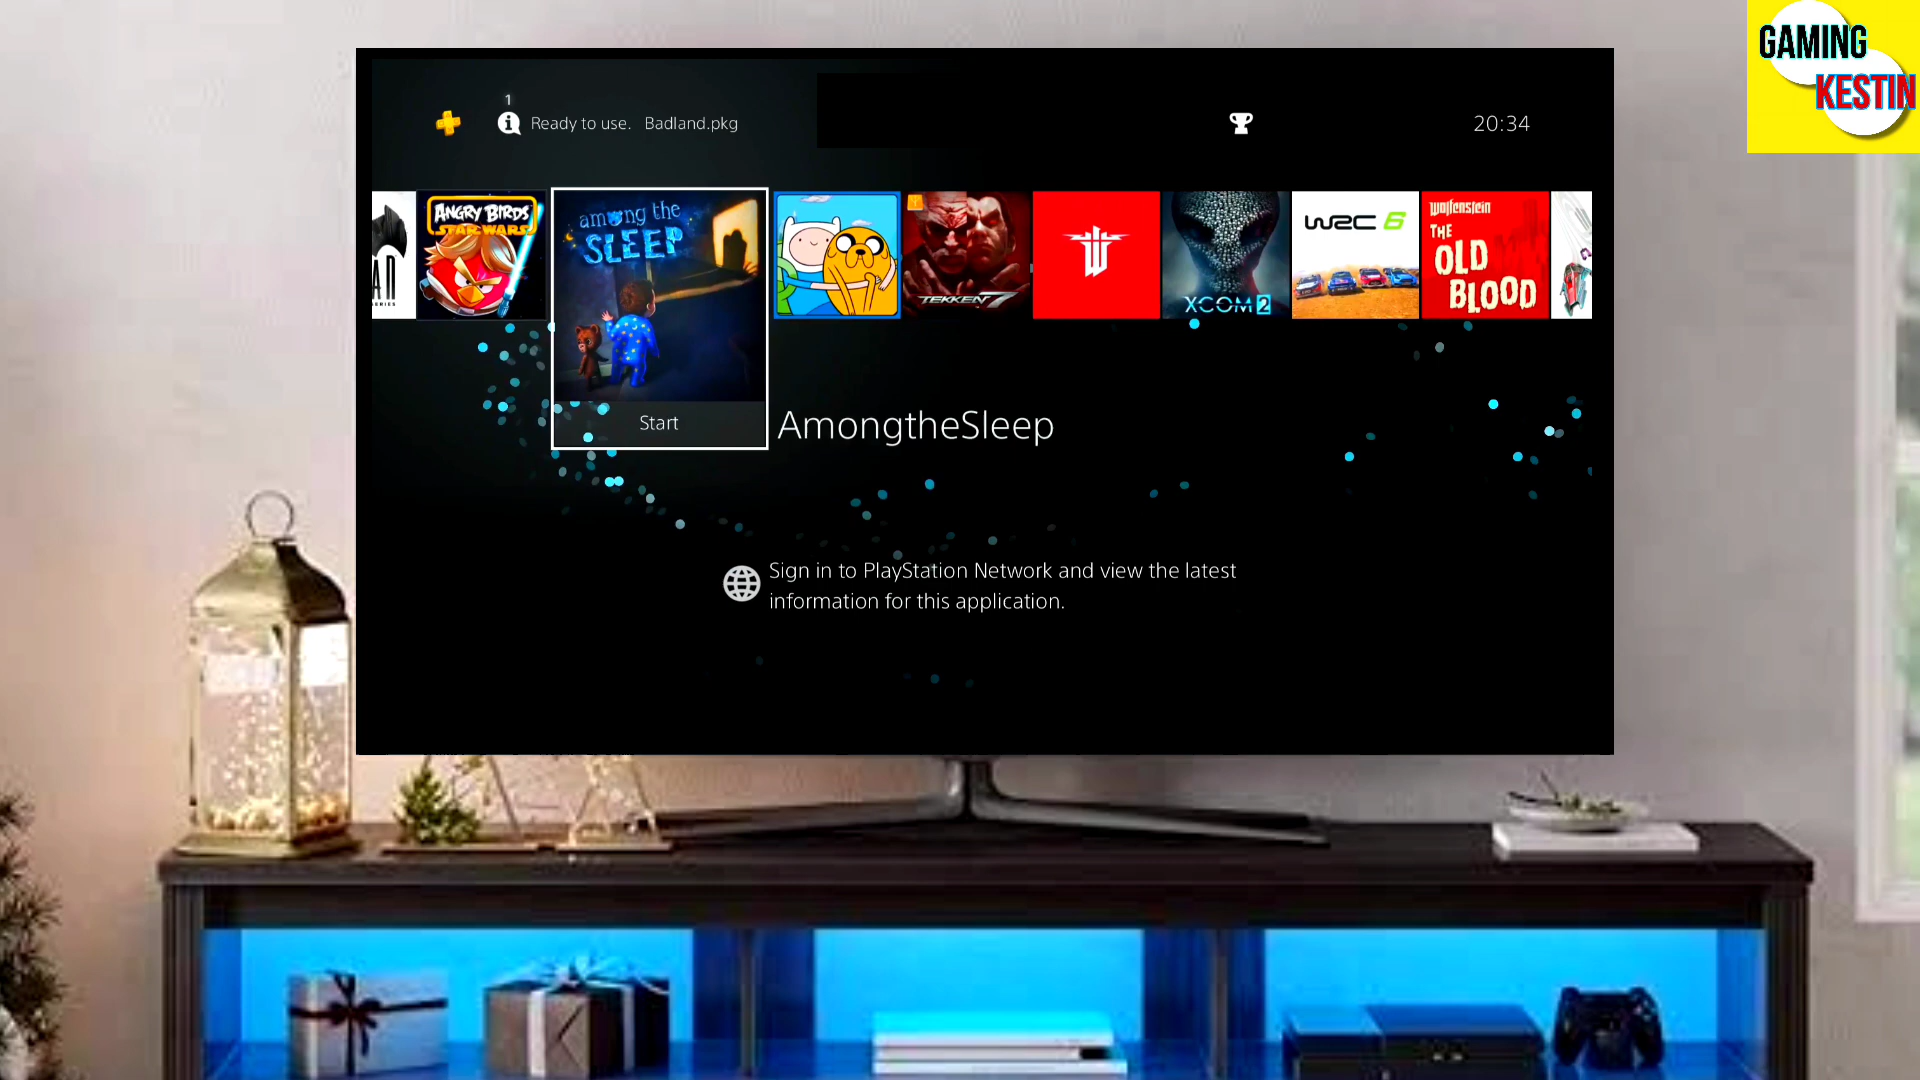 GAMING
KESTIN
1
Ready to use. Badland.pkg
20:34
AN
SERIES
ANGRY BIRDS
STAR WARS
among the
SLEEP
TEKKEN 7
XCOM 2
WRC 6
Wolfenstein
THE
OLD
BLOOD
Start
AmongtheSleep
Sign in to PlayStation Network and view the latest
information for this application.